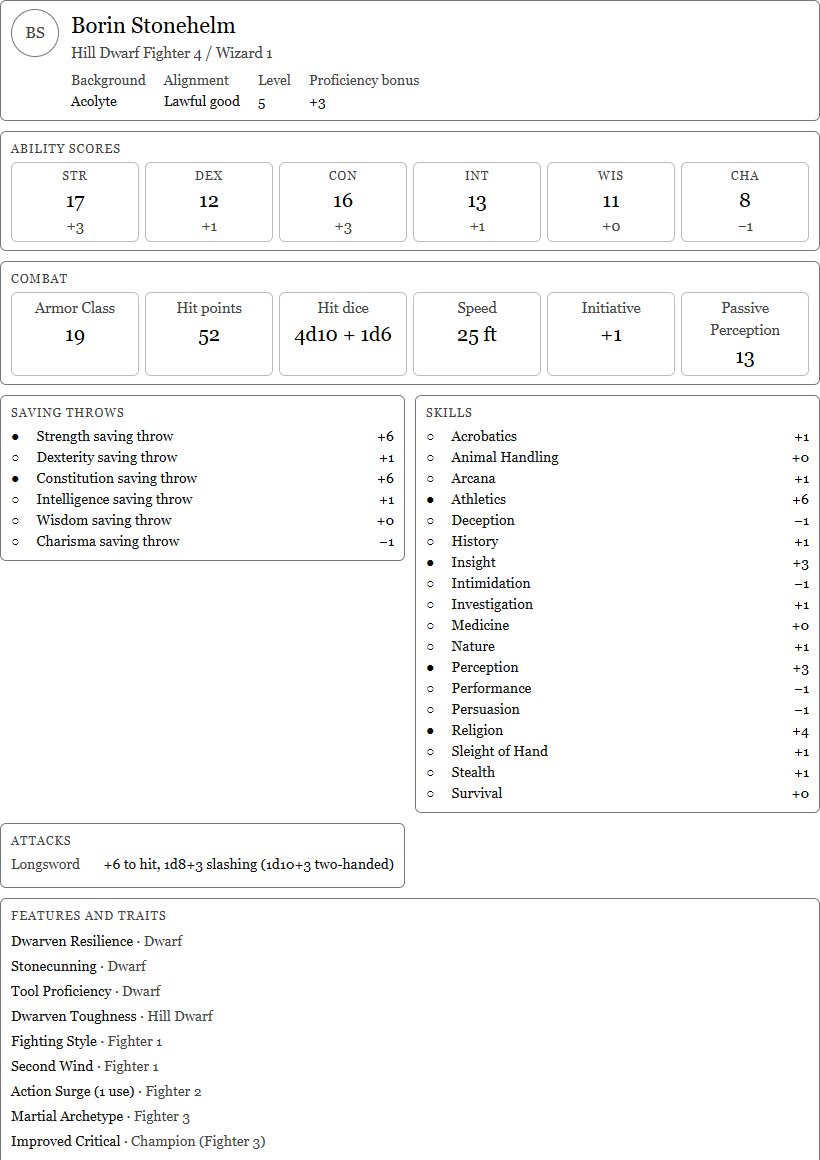 BS
Borin Stonehelm
Hill Dwarf Fighter 4 / Wizard 1
Background Alignment Level Proficiency bonus
Acolyte Lawful good 5 +3
ABILITY SCORES
STR DEX CON INT WIS CHA
17 12 16 13 11 8
+3 +1 +3 +1 +0 −1
COMBAT
Armor Class Hit points Hit dice Speed Initiative Passive Perception
19 52 4d10 + 1d6 25 ft +1 13
SAVING THROWS
● Strength saving throw +6
○ Dexterity saving throw +1
● Constitution saving throw +6
○ Intelligence saving throw +1
○ Wisdom saving throw +0
○ Charisma saving throw −1
SKILLS
○ Acrobatics +1
○ Animal Handling +0
○ Arcana +1
● Athletics +6
○ Deception −1
○ History +1
● Insight +3
○ Intimidation −1
○ Investigation +1
○ Medicine +0
○ Nature +1
● Perception +3
○ Performance −1
○ Persuasion −1
● Religion +4
○ Sleight of Hand +1
○ Stealth +1
○ Survival +0
ATTACKS
Longsword +6 to hit, 1d8+3 slashing (1d10+3 two-handed)
FEATURES AND TRAITS
Dwarven Resilience · Dwarf
Stonecunning · Dwarf
Tool Proficiency · Dwarf
Dwarven Toughness · Hill Dwarf
Fighting Style · Fighter 1
Second Wind · Fighter 1
Action Surge (1 use) · Fighter 2
Martial Archetype · Fighter 3
Improved Critical · Champion (Fighter 3)